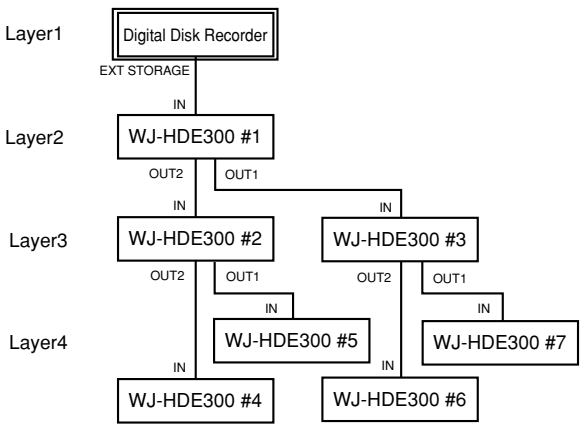 Layer1
Digital Disk Recorder
EXT STORAGE
IN
Layer2
WJ-HDE300 #1
OUT2
OUT1
IN
IN
Layer3
WJ-HDE300 #2
WJ-HDE300 #3
OUT2
OUT1
OUT2
OUT1
IN
IN
Layer4
WJ-HDE300 #5
WJ-HDE300 #7
IN
IN
WJ-HDE300 #4
WJ-HDE300 #6